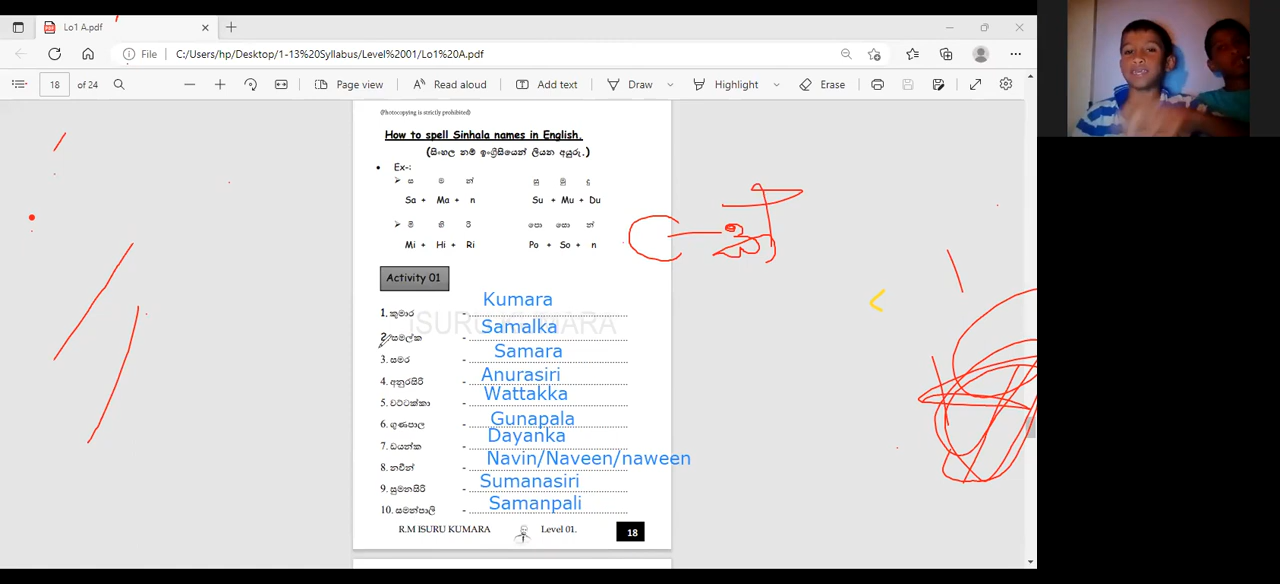 Lo1 A.pdf
File C:/Users/hp/Desktop/1-13%20Syllabus/Level%2001/Lo1%20A.pdf
18 of 24 Page view Read aloud Add text Draw Highlight Erase
(Photocopying is strictly prohibited)
How to spell Sinhala names in English.
(සිංහල නම් ඉංග්‍රීසියෙන් ලියන අයුරු.)
• Ex-:
➢ ස ම න් සු මු දු
Sa + Ma + n Su + Mu + Du
➢ මි හි රි පො සො න්
Mi + Hi + Ri Po + So + n
Activity 01
ISURU KUMARA
1. කුමාර - Kumara
2. සමල්ක - Samalka
3. සමර - Samara
4. අනුරසිරි - Anurasiri
5. වට්ටක්කා - Wattakka
6. ගුණපාල - Gunapala
7. ඩයන්ක - Dayanka
8. නවීන් - Navin/Naveen/naween
9. සුමනසිරි - Sumanasiri
10. සමන්පාලි - Samanpali
R.M ISURU KUMARA Level 01. 18